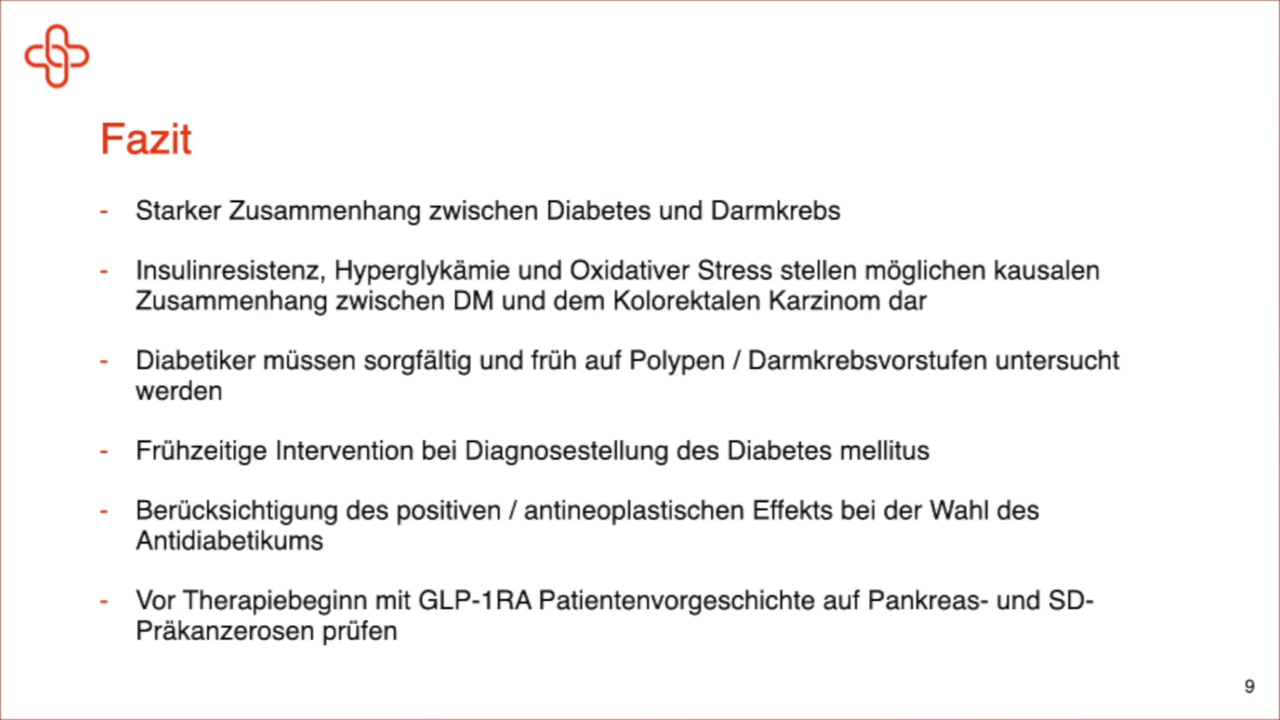 Fazit
- Starker Zusammenhang zwischen Diabetes und Darmkrebs
- Insulinresistenz, Hyperglykämie und Oxidativer Stress stellen möglichen kausalen
Zusammenhang zwischen DM und dem Kolorektalen Karzinom dar
- Diabetiker müssen sorgfältig und früh auf Polypen / Darmkrebsvorstufen untersucht
werden
- Frühzeitige Intervention bei Diagnosestellung des Diabetes mellitus
- Berücksichtigung des positiven / antineoplastischen Effekts bei der Wahl des
Antidiabetikums
- Vor Therapiebeginn mit GLP-1RA Patientenvorgeschichte auf Pankreas- und SD-
Präkanzerosen prüfen
9